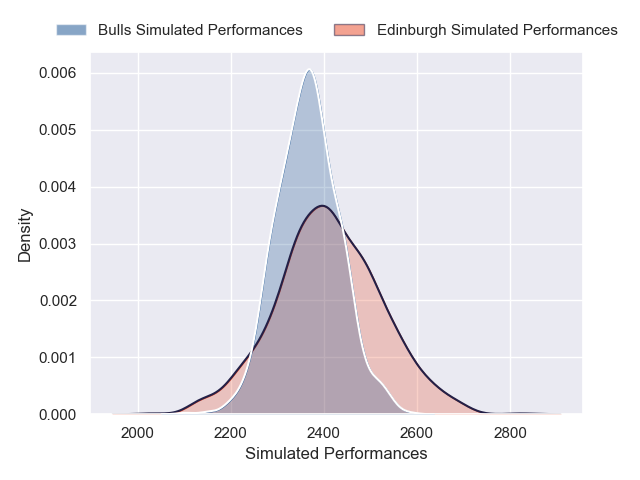 Bulls Simulated Performances Edinburgh Simulated Performances
0.006
0.005
0.004
0.003
0.002
0.001
0.000
Density
2000 2200 2400 2600 2800
Simulated Performances